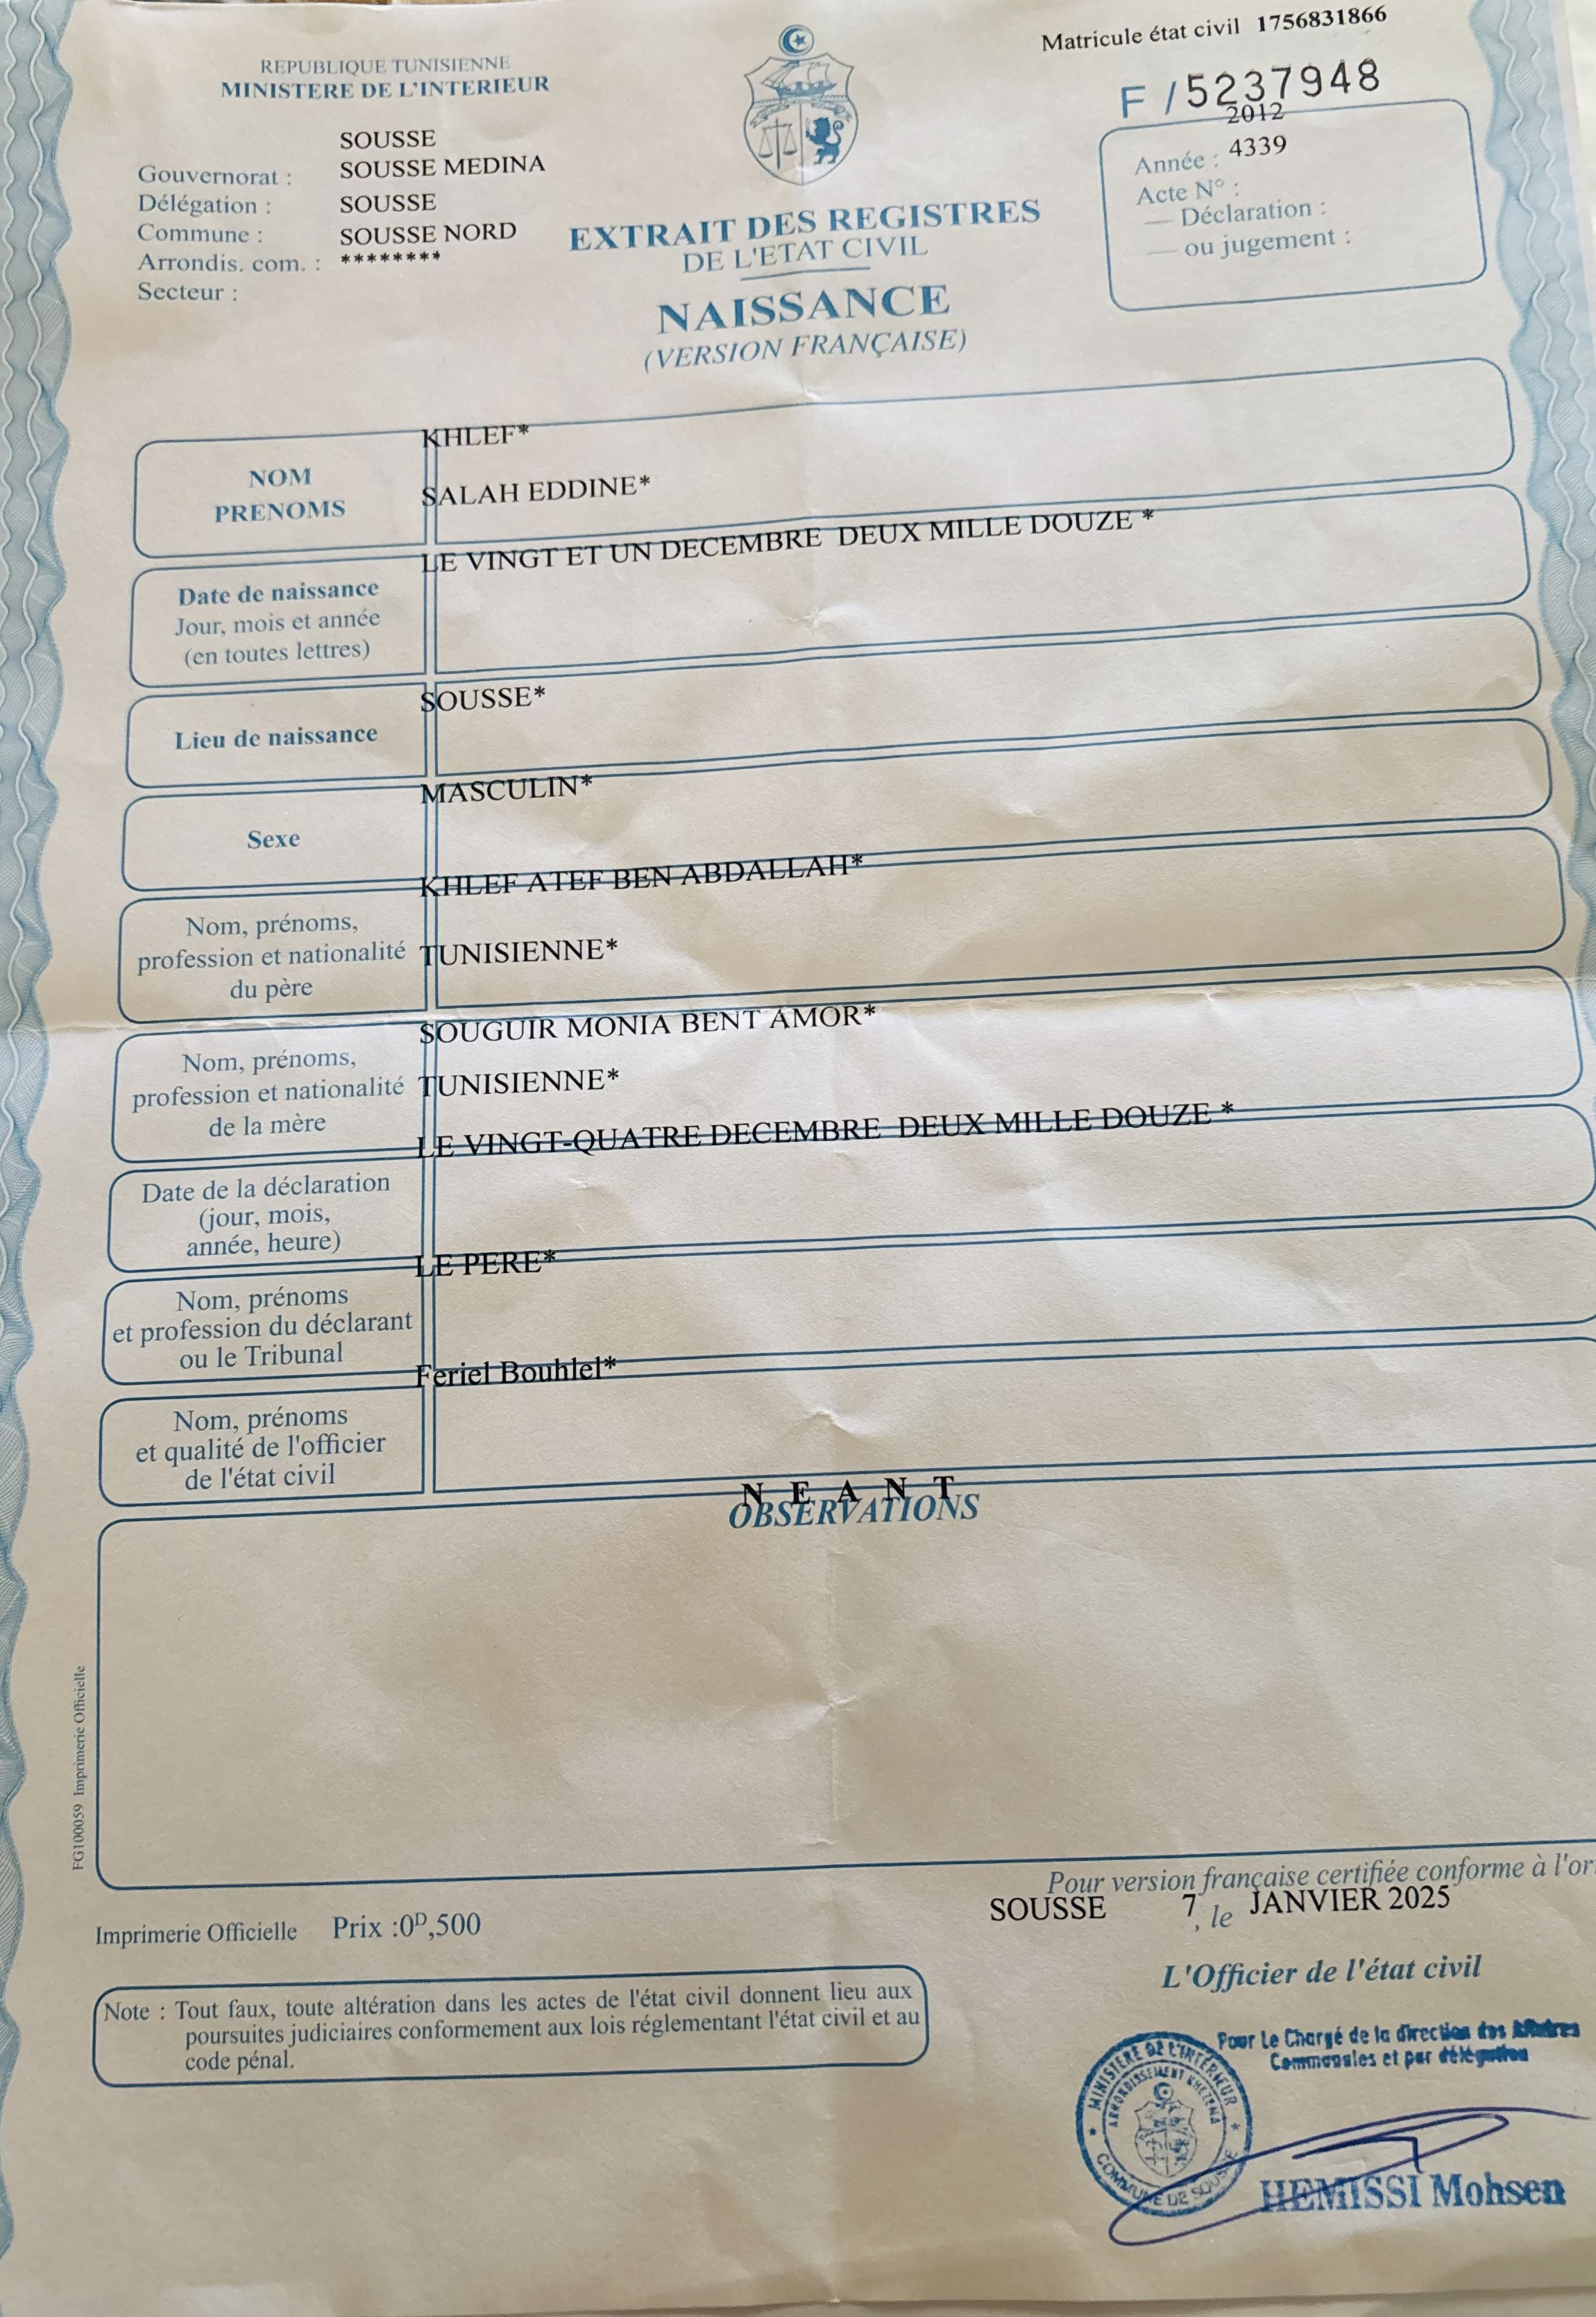 Matricule état civil 1756831866
REPUBLIQUE TUNISIENNE
MINISTERE DE L'INTERIEUR
F / 5237948
2012
Année : 4339
Acte N° :
— Déclaration :
— ou jugement :
SOUSSE
Gouvernorat : SOUSSE MEDINA
Délégation : SOUSSE
Commune : SOUSSE NORD
Arrondis. com. : ********
Secteur :
EXTRAIT DES REGISTRES
DE L'ETAT CIVIL
NAISSANCE
(VERSION FRANÇAISE)
KHLEF*
NOM
PRENOMS
SALAH EDDINE*
LE VINGT ET UN DECEMBRE DEUX MILLE DOUZE *
Date de naissance
Jour, mois et année
(en toutes lettres)
SOUSSE*
Lieu de naissance
MASCULIN*
Sexe
KHLEF ATEF BEN ABDALLAH*
Nom, prénoms,
profession et nationalité
du père
TUNISIENNE*
SOUGUIR MONIA BENT AMOR*
Nom, prénoms,
profession et nationalité
de la mère
TUNISIENNE*
LE VINGT-QUATRE DECEMBRE DEUX MILLE DOUZE *
Date de la déclaration
(jour, mois,
année, heure)
LE PERE*
Nom, prénoms
et profession du déclarant
ou le Tribunal
Feriel Bouhlel*
Nom, prénoms
et qualité de l'officier
de l'état civil
N E A N T
OBSERVATIONS
FG100059 Imprimerie Officielle
Pour version française certifiée conforme à l'or
SOUSSE 7 , le JANVIER 2025
Imprimerie Officielle Prix :0D,500
L'Officier de l'état civil
Note : Tout faux, toute altération dans les actes de l'état civil donnent lieu aux
poursuites judiciaires conformement aux lois réglementant l'état civil et au
code pénal.
Pour Le Chargé de la direction des Affaires
Communales et par délégation
MINISTERE DE L'INTERIEUR
ARRONDISSEMENT KHEZEMA
COMMUNE DE SOUSSE
HEMISSI Mohsen